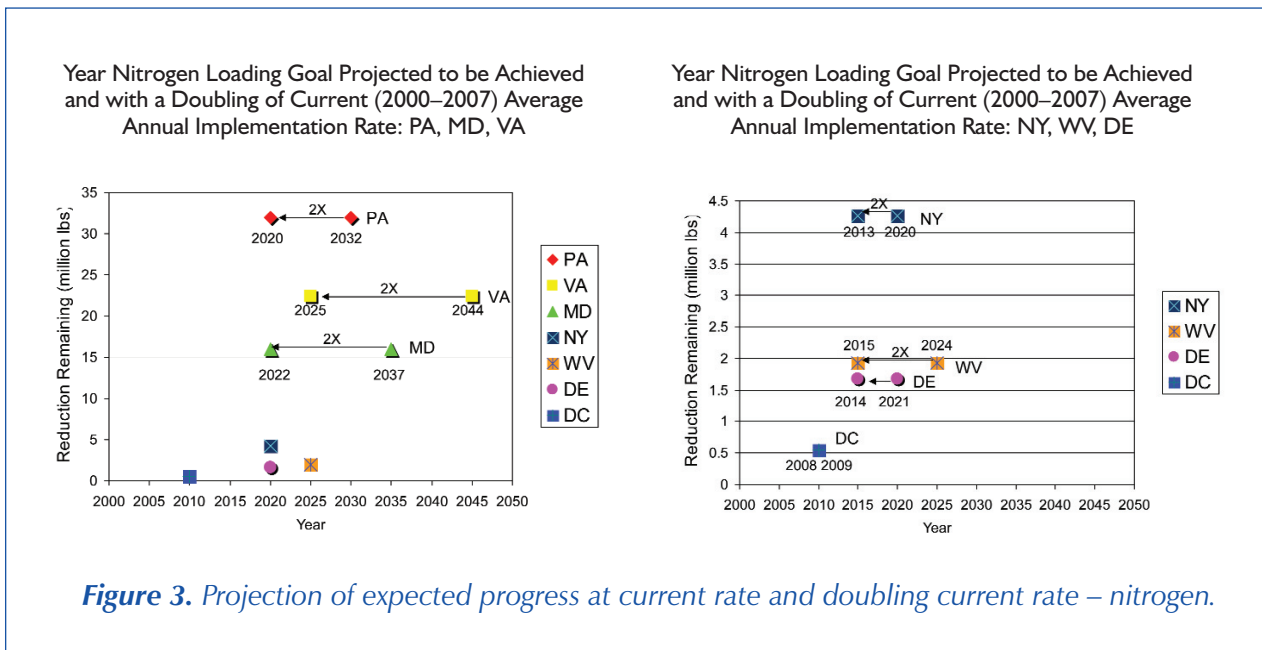 Year Nitrogen Loading Goal Projected to be Achieved
and with a Doubling of Current (2000–2007) Average
Annual Implementation Rate: PA, MD, VA
35
30
25
20
15
10
5
0
Reduction Remaining (million lbs)
2X
PA
2020
2032
2X
VA
2025
2044
2X
MD
2022
2037
2000 2005 2010 2015 2020 2025 2030 2035 2040 2045 2050
Year
PA
VA
MD
NY
WV
DE
DC
Year Nitrogen Loading Goal Projected to be Achieved
and with a Doubling of Current (2000–2007) Average
Annual Implementation Rate: NY, WV, DE
4.5
4
3.5
3
2.5
2
1.5
1
0.5
0
Reduction Remaining (million lbs)
2X
NY
2013 2020
2015 2024
2X
WV
DE
2014 2021
DC
2008 2009
2000 2005 2010 2015 2020 2025 2030 2035 2040 2045 2050
Year
NY
WV
DE
DC
Figure 3. Projection of expected progress at current rate and doubling current rate – nitrogen.